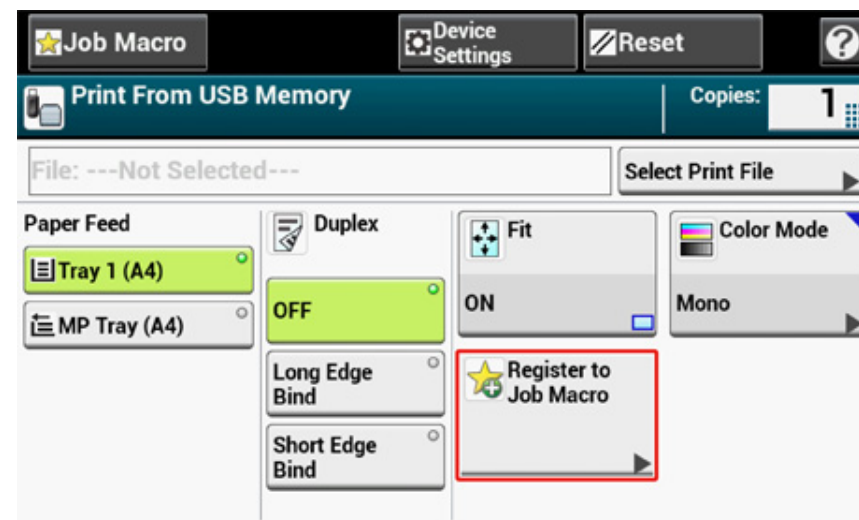 Job Macro
Device
Settings
Reset
?
Print From USB Memory
Copies:
1
File: ---Not Selected---
Select Print File
Paper Feed
Tray 1 (A4)
MP Tray (A4)
Duplex
OFF
Long Edge
Bind
Short Edge
Bind
Fit
ON
Register to
Job Macro
Color Mode
Mono